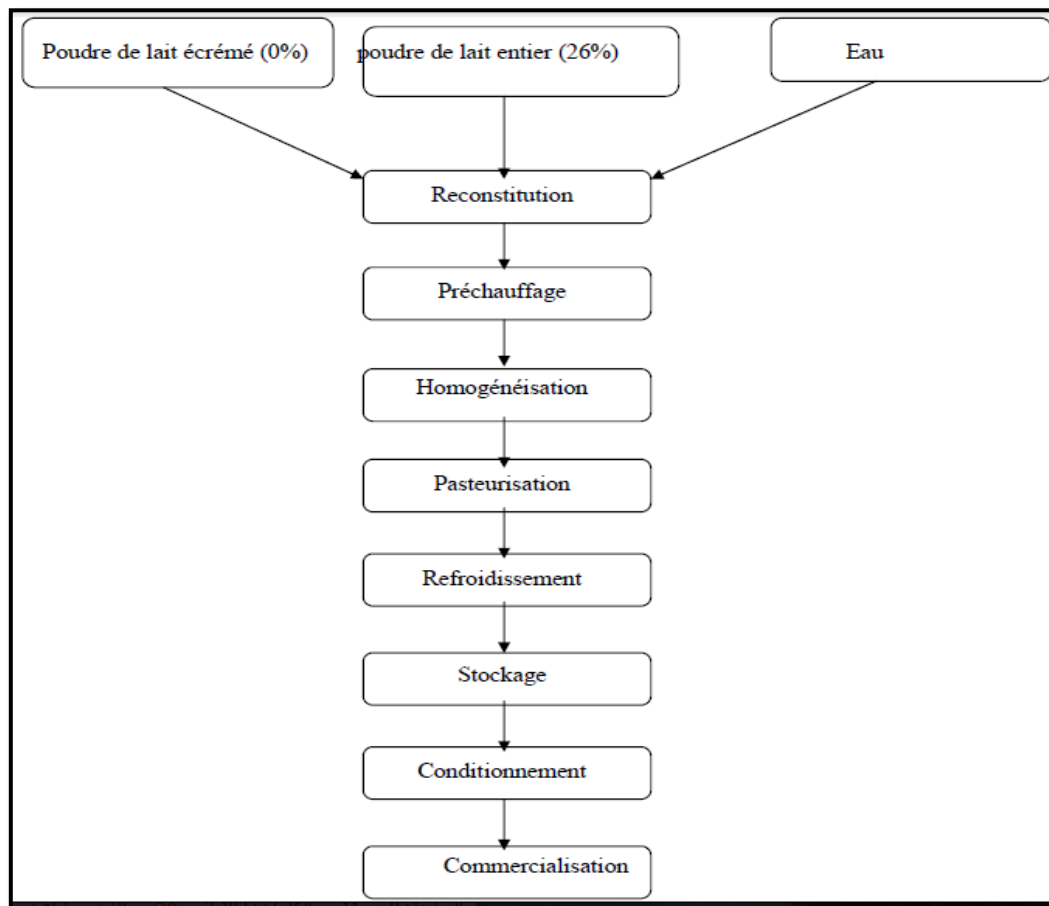 Poudre de lait écrémé (0%)
poudre de lait entier (26%)
Eau
Reconstitution
Préchauffage
Homogénéisation
Pasteurisation
Refroidissement
Stockage
Conditionnement
Commercialisation